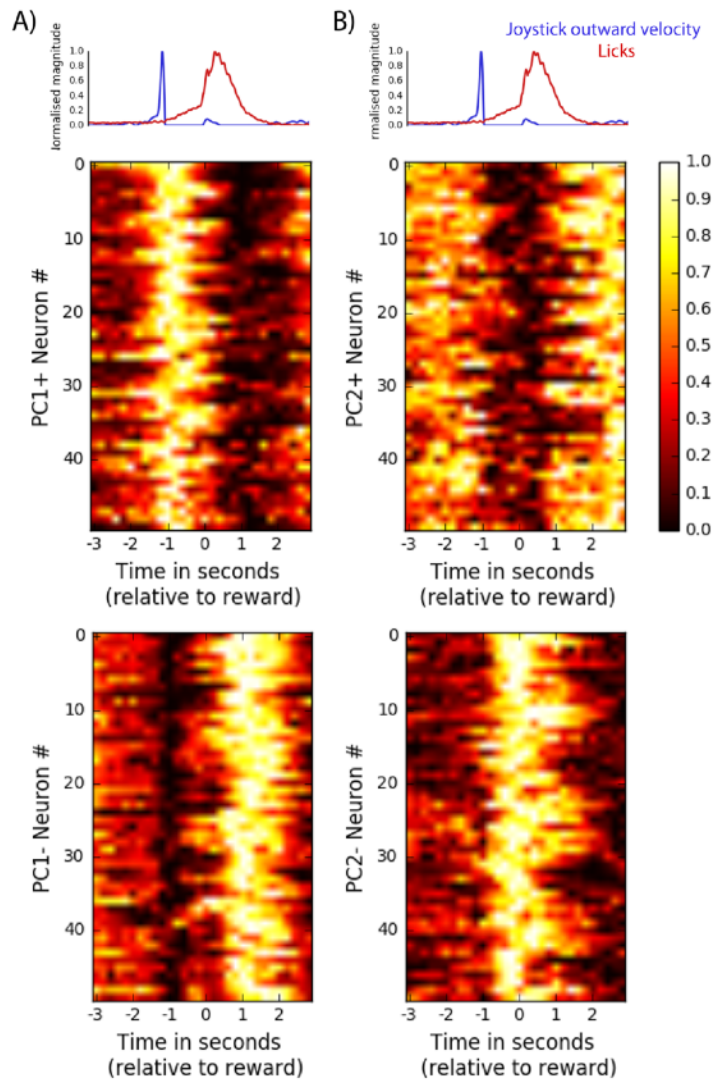 A)
B)
Joystick outward velocity
Licks
lormalised magnitude
1.0
0.8
0.6
0.4
0.2
0.0
rmalised magnitude
1.0
0.8
0.6
0.4
0.2
0.0
PC1+ Neuron #
0
10
20
30
40
-3 -2 -1 0 1 2
Time in seconds
(relative to reward)
PC2+ Neuron #
0
10
20
30
40
-3 -2 -1 0 1 2
Time in seconds
(relative to reward)
1.0
0.9
0.8
0.7
0.6
0.5
0.4
0.3
0.2
0.1
0.0
PC1- Neuron #
0
10
20
30
40
-3 -2 -1 0 1 2
Time in seconds
(relative to reward)
PC2- Neuron #
0
10
20
30
40
-3 -2 -1 0 1 2
Time in seconds
(relative to reward)